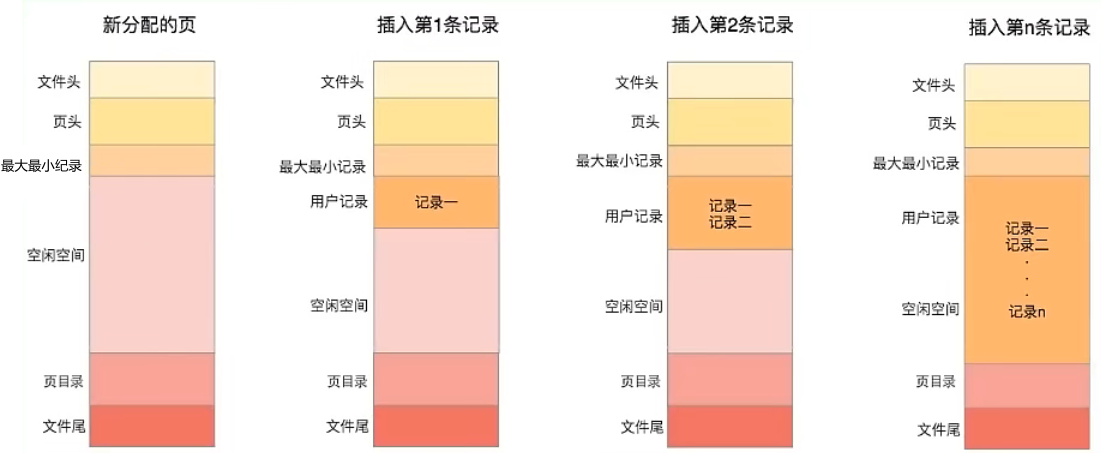 新分配的页
文件头
页头
最大最小纪录
空闲空间
页目录
文件尾
插入第1条记录
文件头
页头
最大最小记录
用户记录
记录一
空闲空间
页目录
文件尾
插入第2条记录
文件头
页头
最大最小记录
用户记录
记录一
记录二
空闲空间
页目录
文件尾
插入第n条记录
文件头
页头
最大最小记录
用户记录
记录一
记录二
·
·
·
记录n
空闲空间
页目录
文件尾